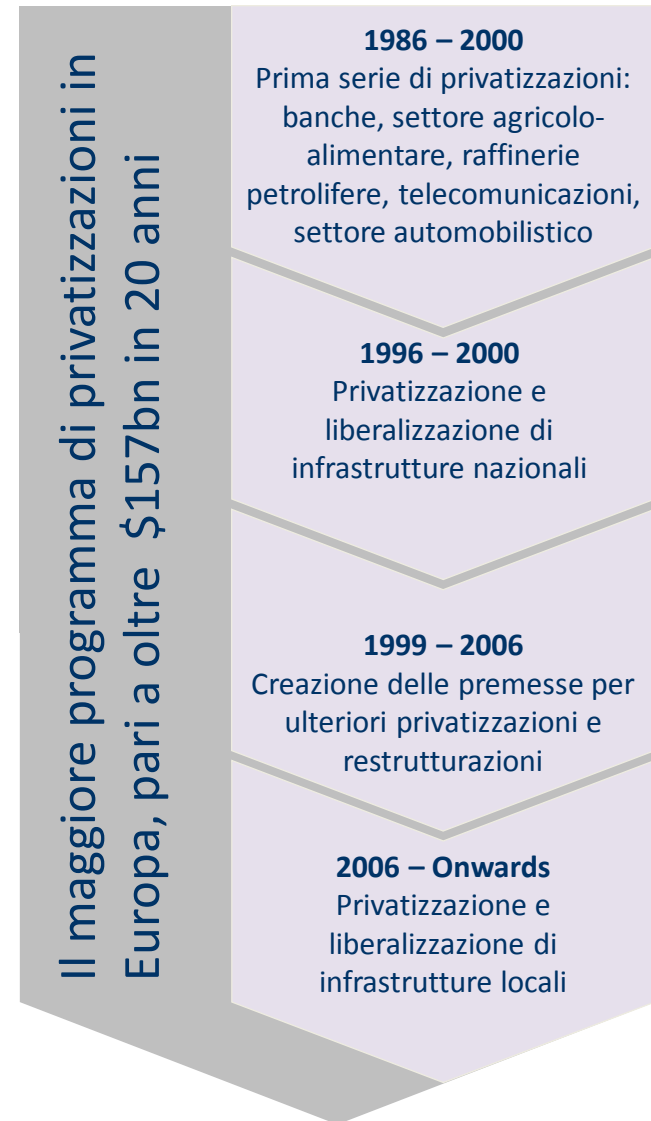 Il maggiore programma di privatizzazioni in
Europa, pari a oltre $157bn in 20 anni
1986 – 2000
Prima serie di privatizzazioni:
banche, settore agricolo-
alimentare, raffinerie
petrolifere, telecomunicazioni,
settore automobilistico
1996 – 2000
Privatizzazione e
liberalizzazione di
infrastrutture nazionali
1999 – 2006
Creazione delle premesse per
ulteriori privatizzazioni e
restrutturazioni
2006 – Onwards
Privatizzazione e
liberalizzazione di
infrastrutture locali